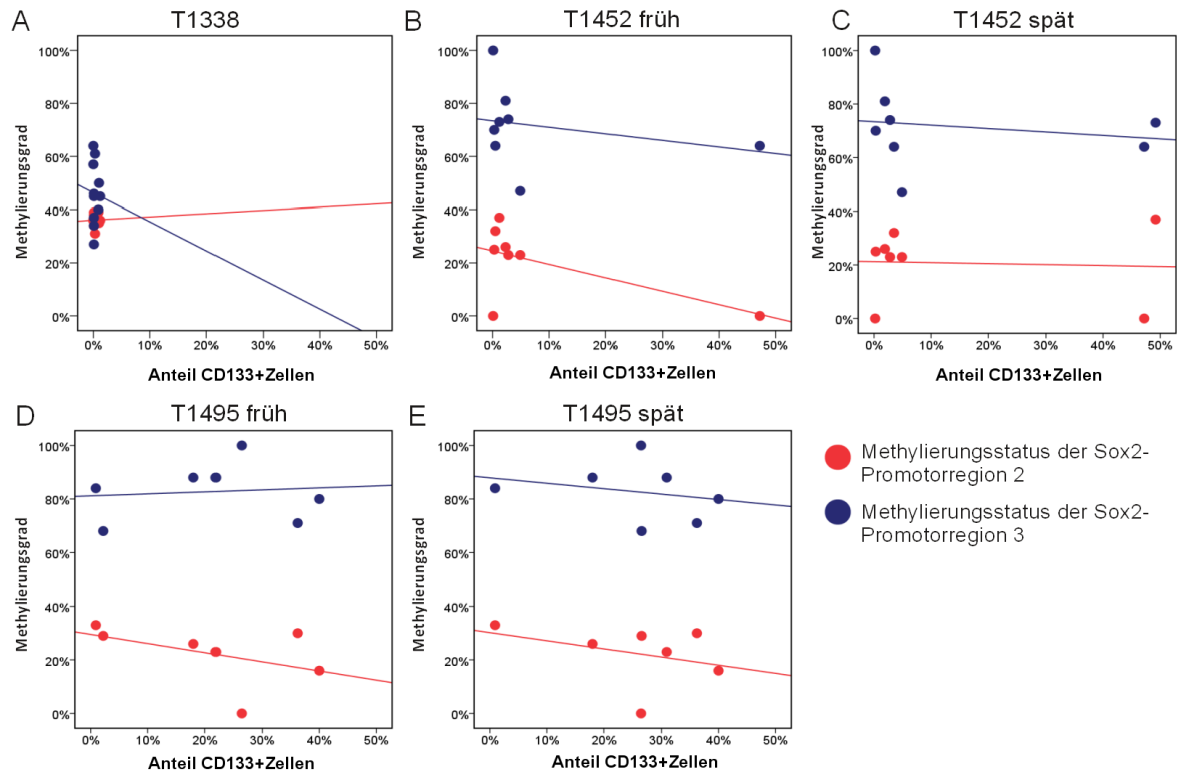 A
T1338
Methylierungsgrad
100%
80%
60%
40%
20%
0%
0%
10%
20%
30%
40%
50%
Anteil CD133+Zellen
B
T1452 früh
Methylierungsgrad
100%
80%
60%
40%
20%
0%
0%
10%
20%
30%
40%
50%
Anteil CD133+Zellen
C
T1452 spät
Methylierungsgrad
100%
80%
60%
40%
20%
0%
0%
10%
20%
30%
40%
50%
Anteil CD133+Zellen
D
T1495 früh
Methylierungsgrad
100%
80%
60%
40%
20%
0%
0%
10%
20%
30%
40%
50%
Anteil CD133+Zellen
E
T1495 spät
Methylierungsgrad
100%
80%
60%
40%
20%
0%
0%
10%
20%
30%
40%
50%
Anteil CD133+Zellen
Methylierungsstatus der Sox2-
Promotorregion 2
Methylierungsstatus der Sox2-
Promotorregion 3